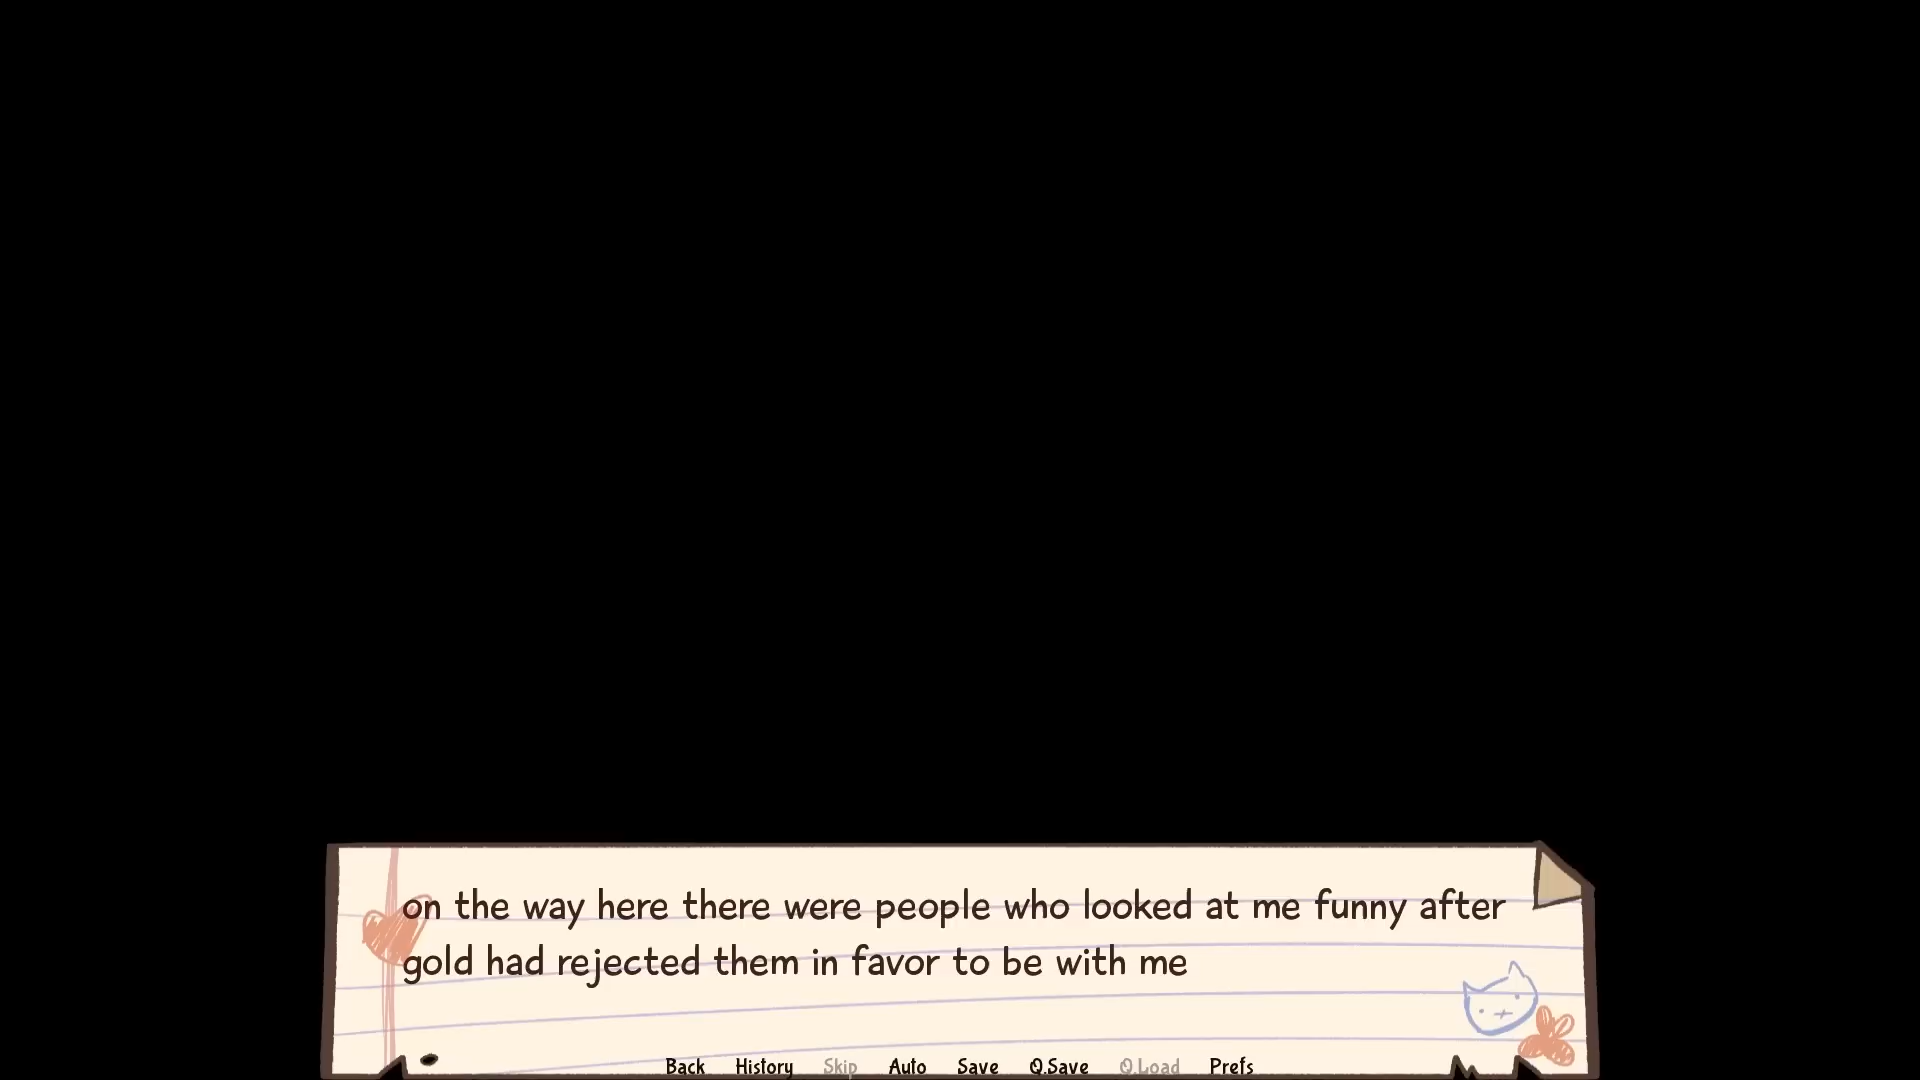 on the way here there were people who looked at me funny after
gold had rejected them in favor to be with me
Back History Skip Auto Save Q.Save Q.Load Prefs